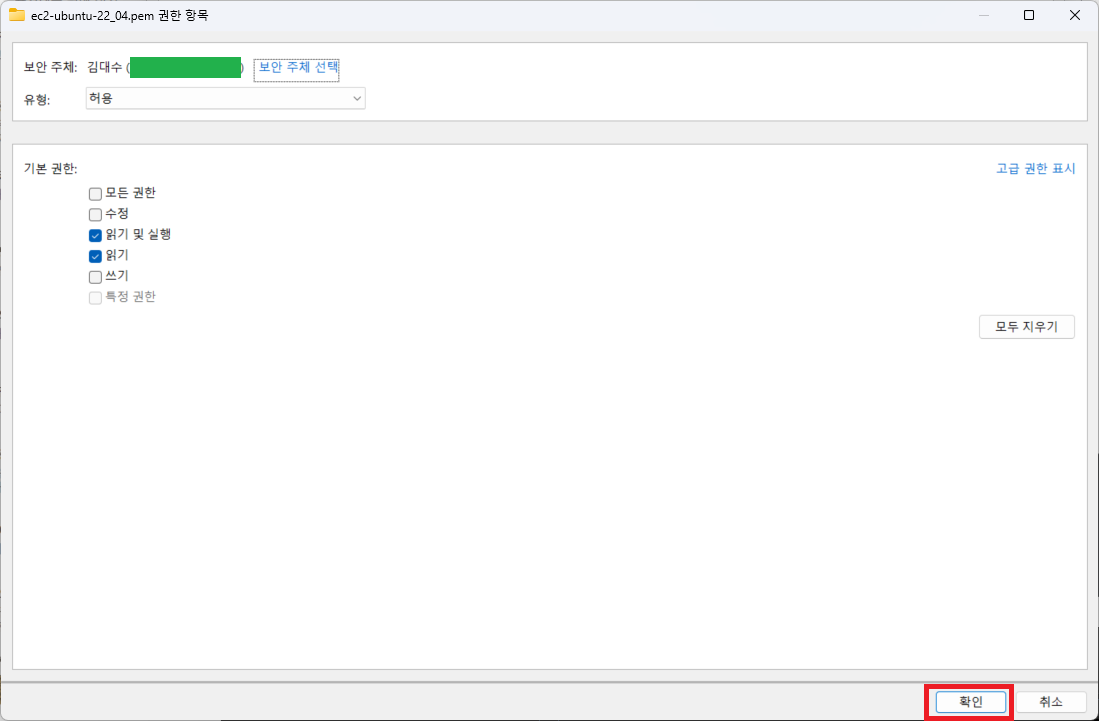 ec2-ubuntu-22_04.pem 권한 항목
보안 주체: 김대수 ( ) 보안 주체 선택
유형: 허용
기본 권한: 고급 권한 표시
모든 권한
수정
읽기 및 실행
읽기
쓰기
특정 권한
모두 지우기
확인 취소